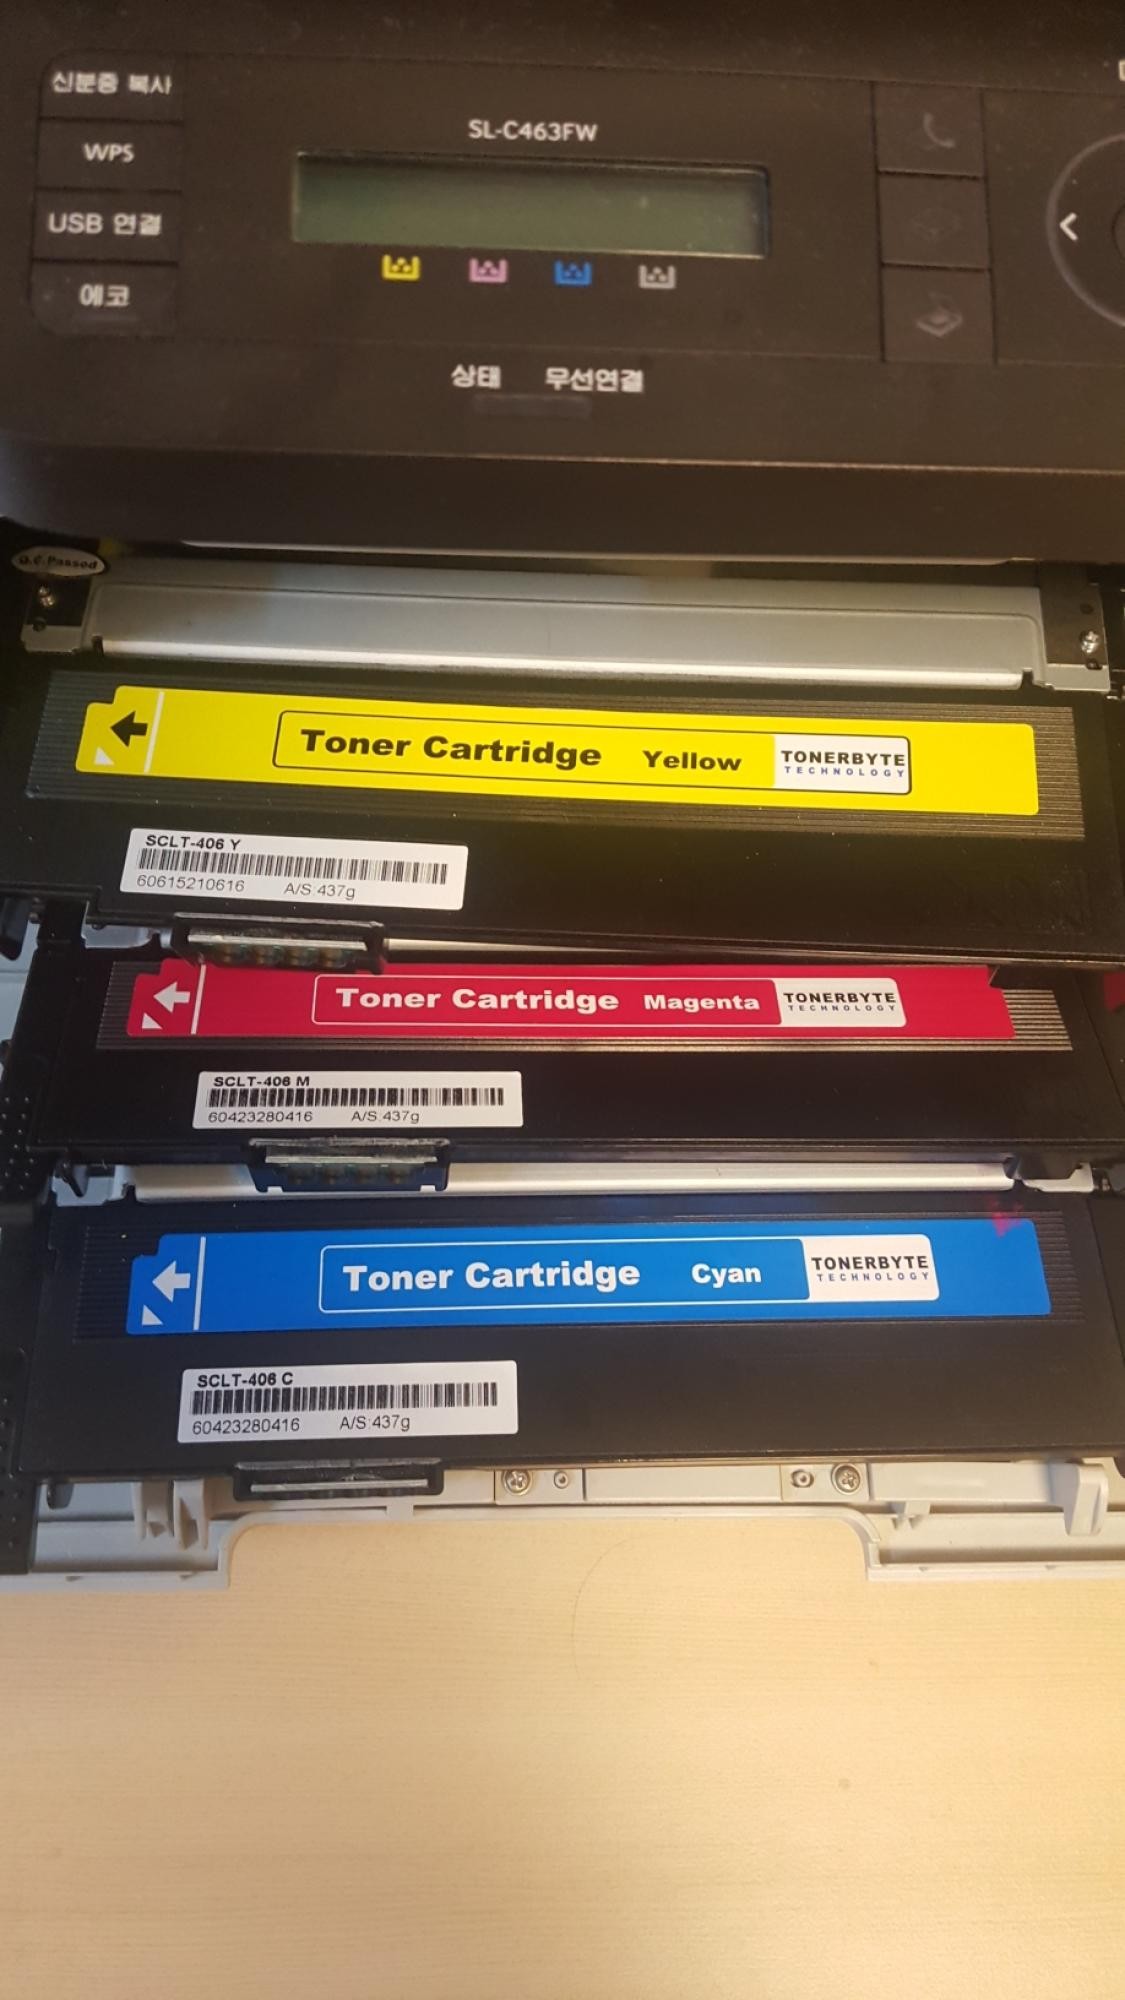 신분증 복사
WPS
USB 연결
에코
SL-C463FW
상태 무선연결
Q.C.Passed
Toner Cartridge Yellow TONERBYTE
TECHNOLOGY
SCLT-406 Y
60615210616 A/S:437g
Toner Cartridge Magenta TONERBYTE
TECHNOLOGY
SCLT-406 M
60423280416 A/S:437g
Toner Cartridge Cyan TONERBYTE
TECHNOLOGY
SCLT-406 C
60423280416 A/S:437g